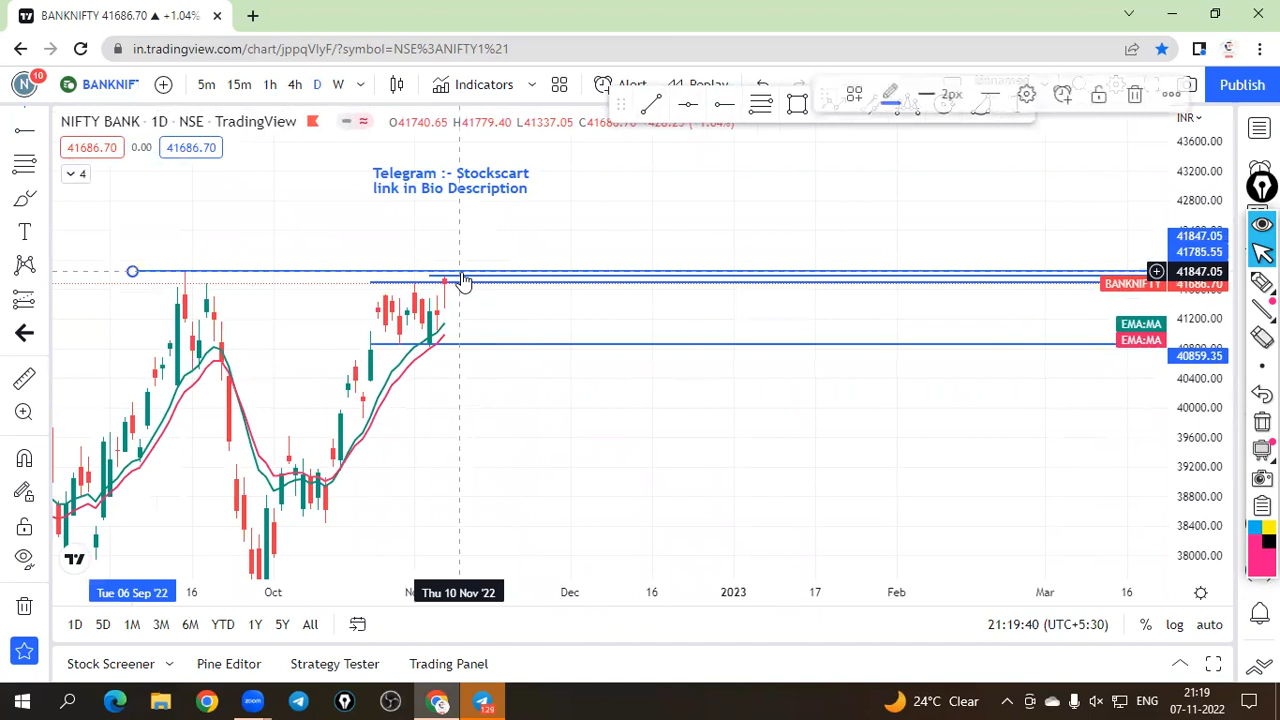 BANKNIFTY 41686.70 ▲ +1.04%
in.tradingview.com/chart/jppqVlyF/?symbol=NSE%3ANIFTY1%21
N
10
BANKNIF
5m 15m 1h 4h D W
Indicators
Alert
Replay
Publish
2px
NIFTY BANK · 1D · NSE · TradingView
O41740.65 H41779.40 L41337.05
INR
41686.70 0.00 41686.70
4
Telegram :- Stockscart
link in Bio Description
43600.00
43200.00
42800.00
41847.05
41785.55
41847.05
BANKNIFTY 41686.70
41200.00
EMA:MA
EMA:MA
40859.35
40400.00
40000.00
39600.00
39200.00
38800.00
38400.00
38000.00
Tue 06 Sep '22 16 Oct Thu 10 Nov '22 Dec 16 2023 17 Feb Mar 16
1D 5D 1M 3M 6M YTD 1Y 5Y All
21:19:40 (UTC+5:30) % log auto
Stock Screener Pine Editor Strategy Tester Trading Panel
zoom
129
24°C Clear
ENG
21:19
07-11-2022